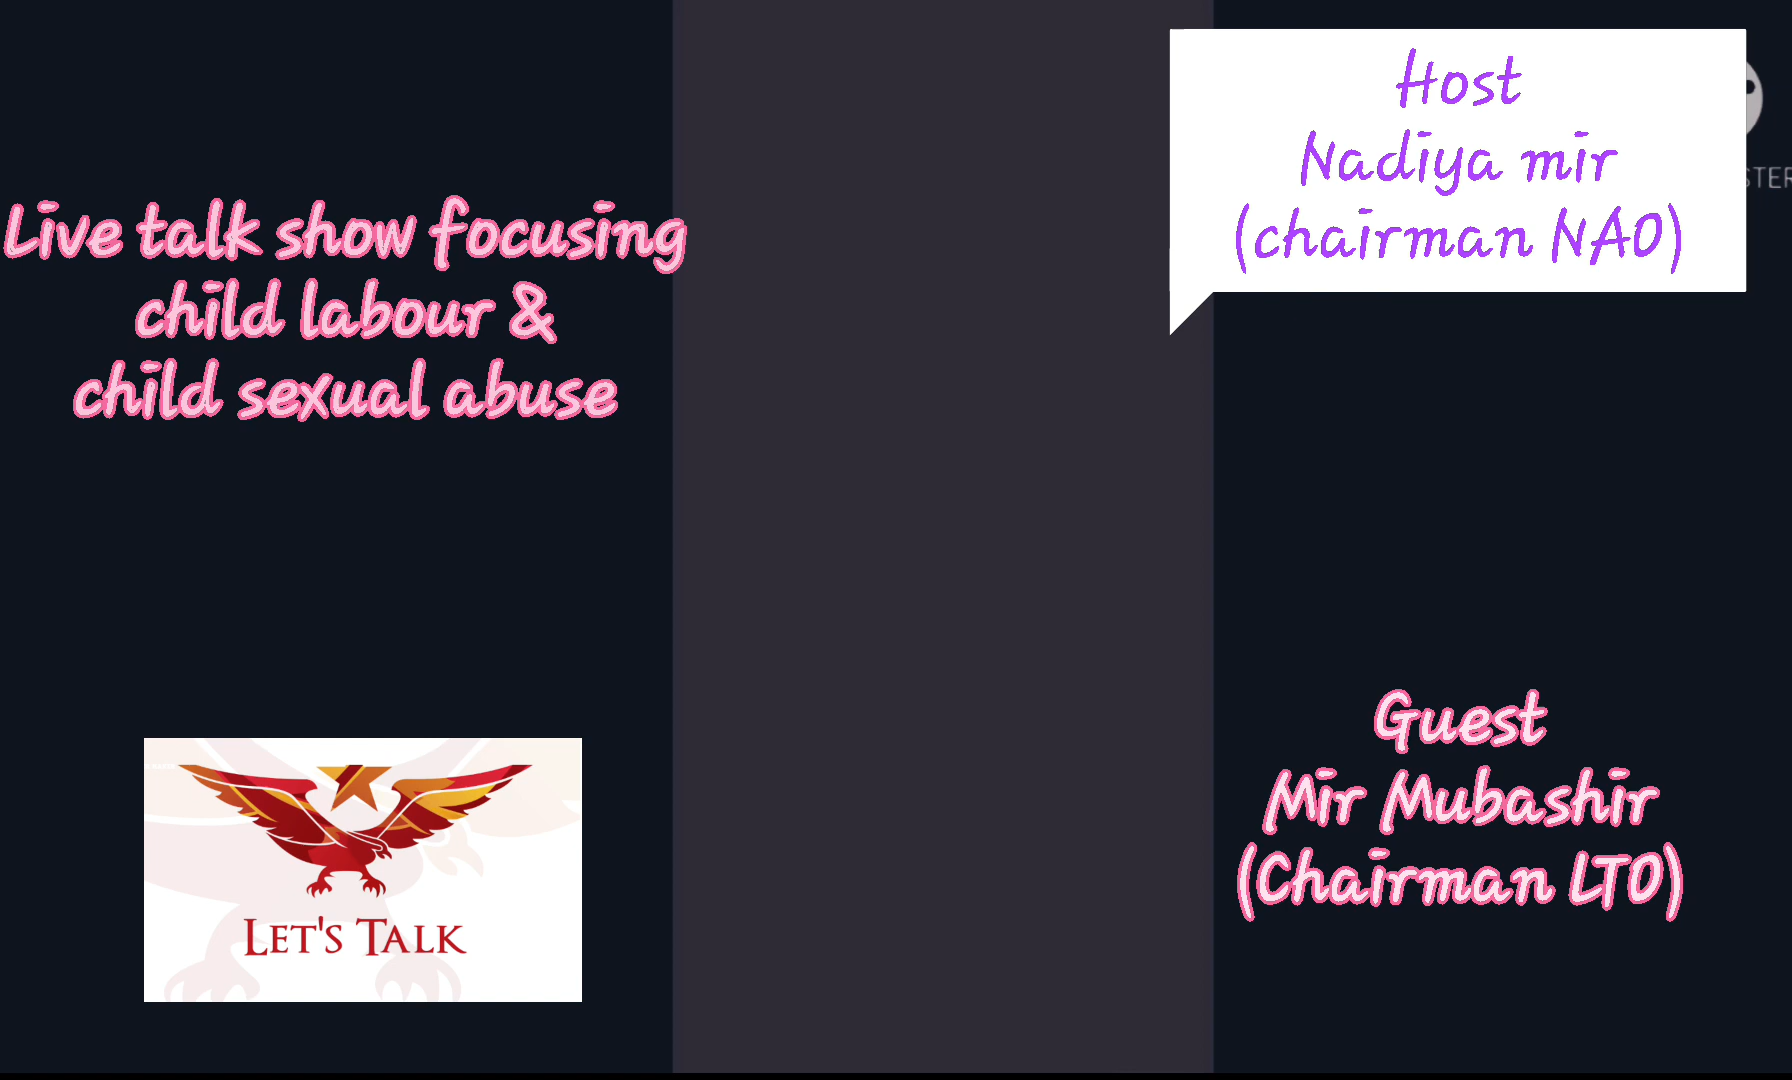 Live talk show focusing
child labour &
child sexual abuse
Host
Nadiya mir
(chairman NAO)
LET'S TALK
Guest
Mir Mubashir
(Chairman LTO)